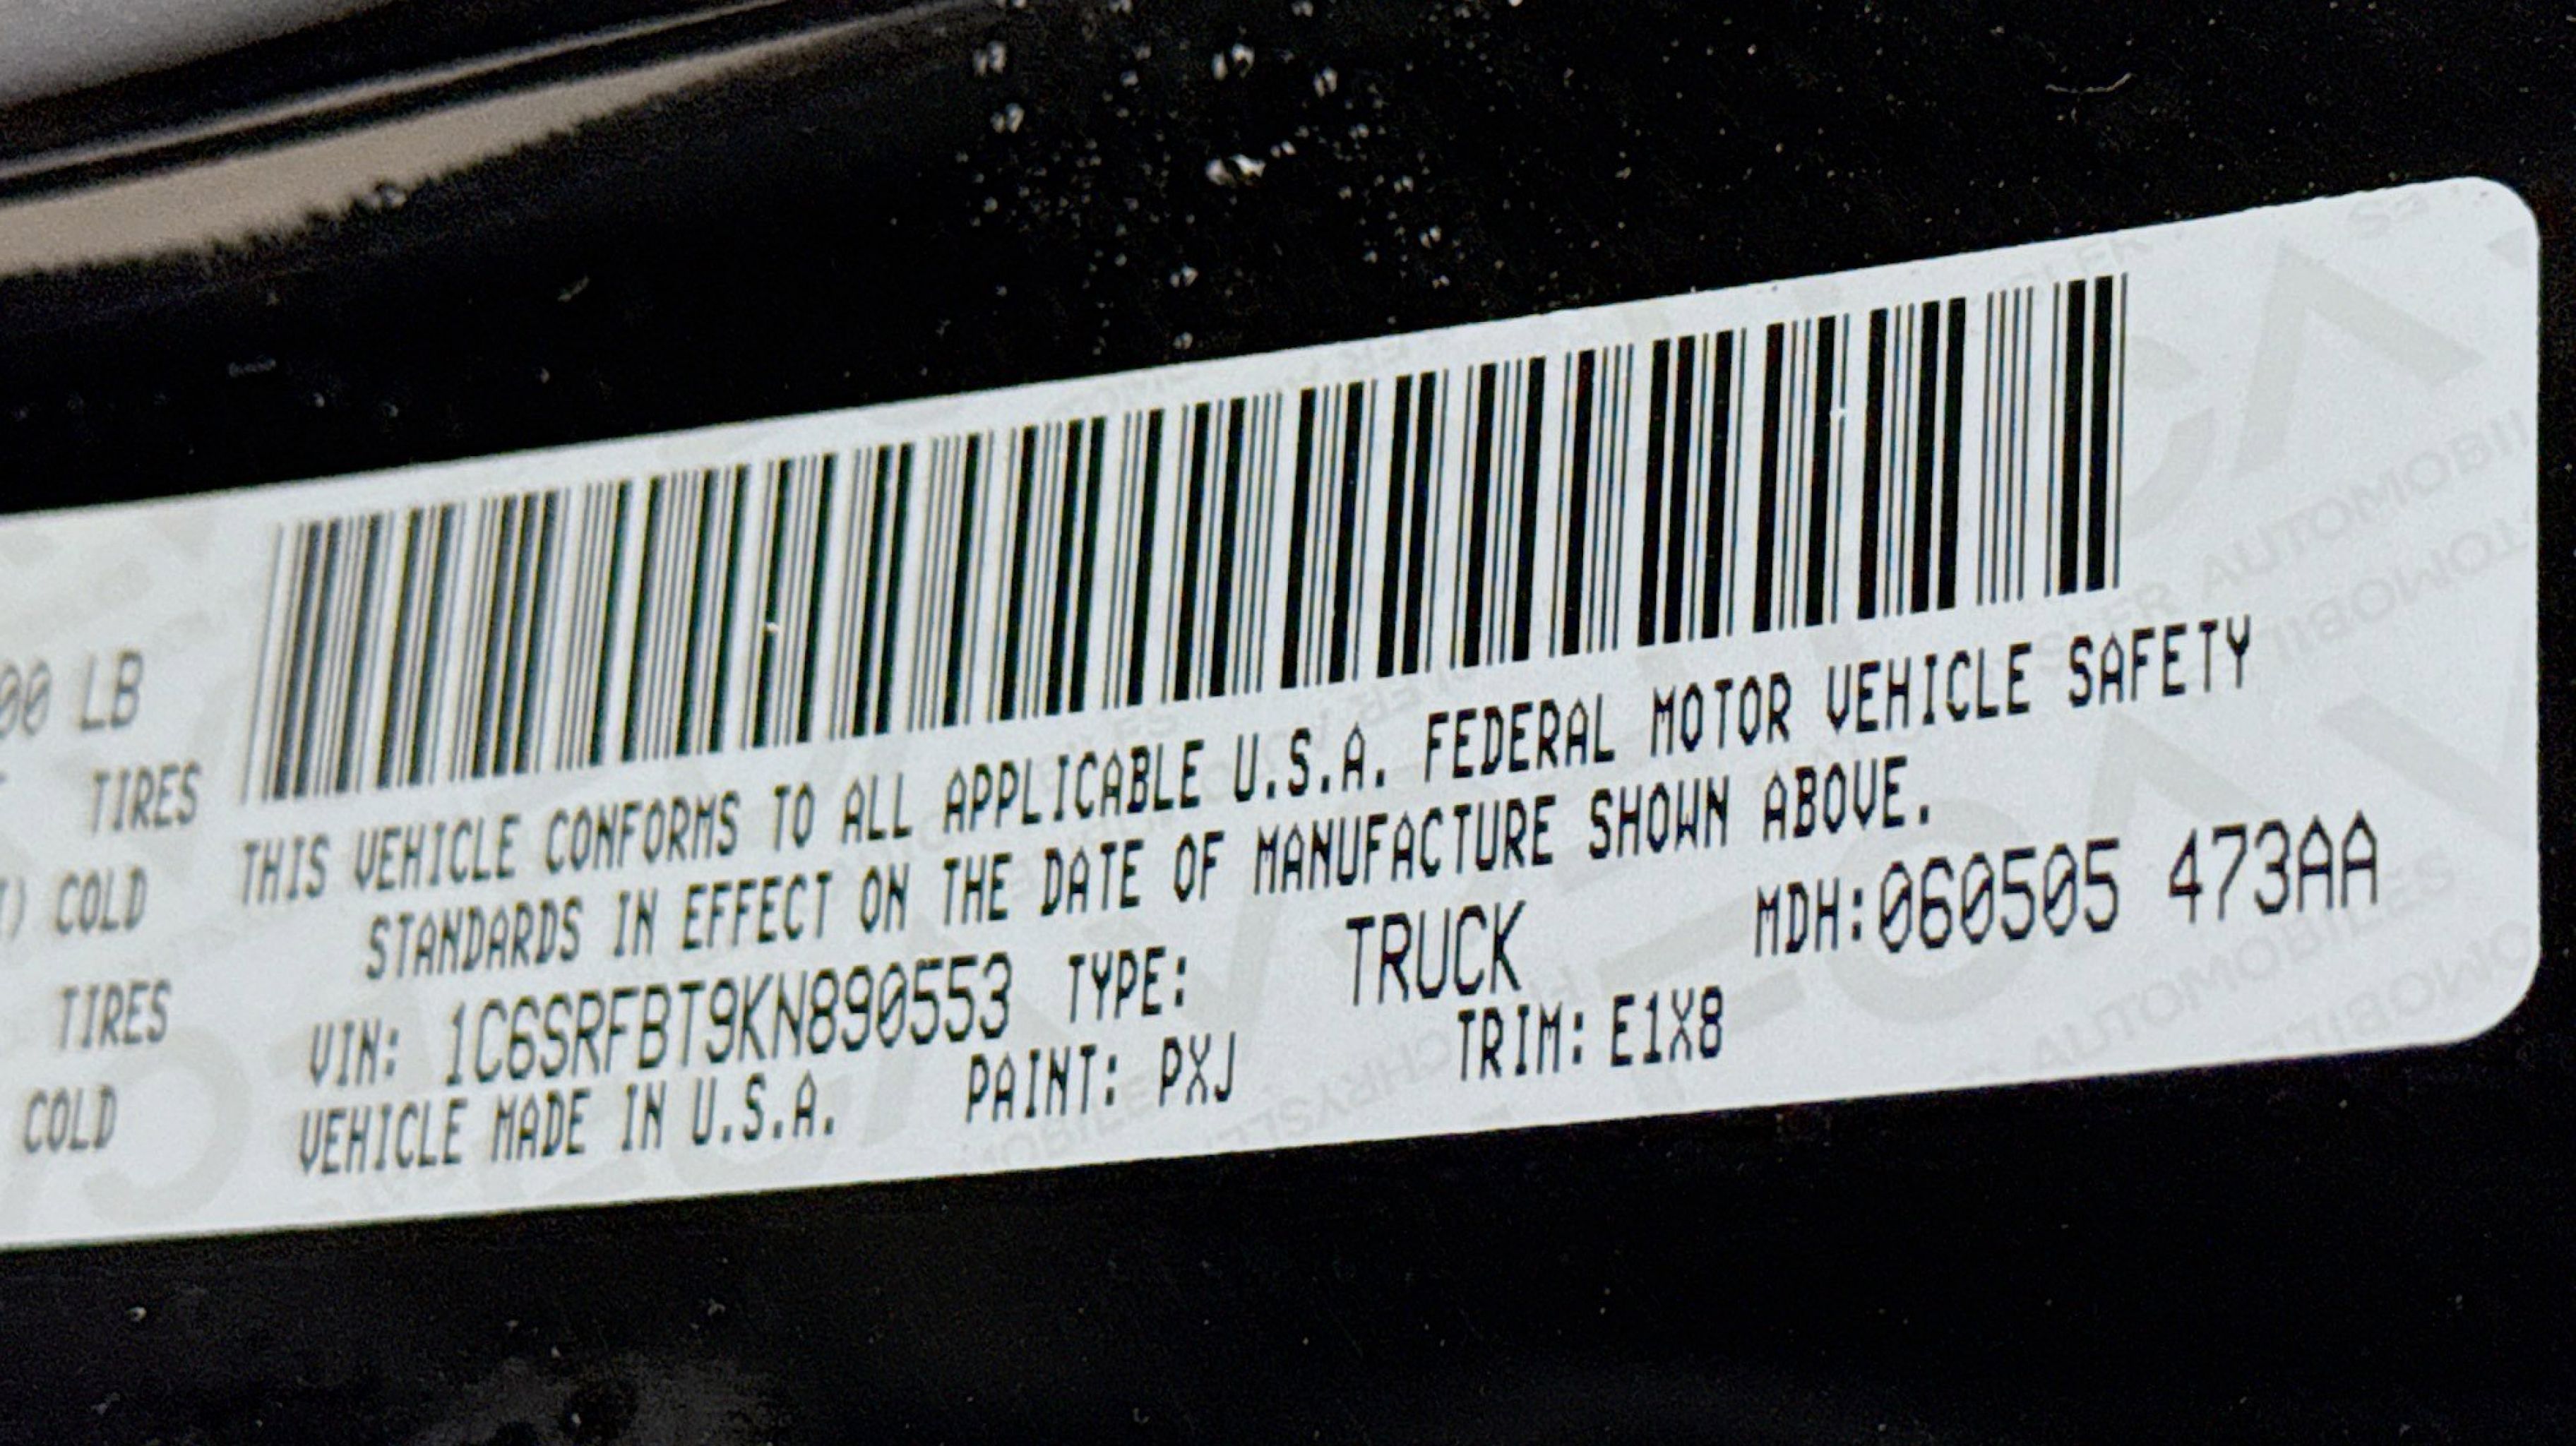 00 LB
TIRES
COLD
TIRES
COLD
THIS VEHICLE CONFORMS TO ALL APPLICABLE U.S.A. FEDERAL MOTOR VEHICLE SAFETY
STANDARDS IN EFFECT ON THE DATE OF MANUFACTURE SHOWN ABOVE.
VIN: 1C6SRFBT9KN890553 TYPE: TRUCK MDH:060505 473AA
VEHICLE MADE IN U.S.A. PAINT: PXJ TRIM: E1X8